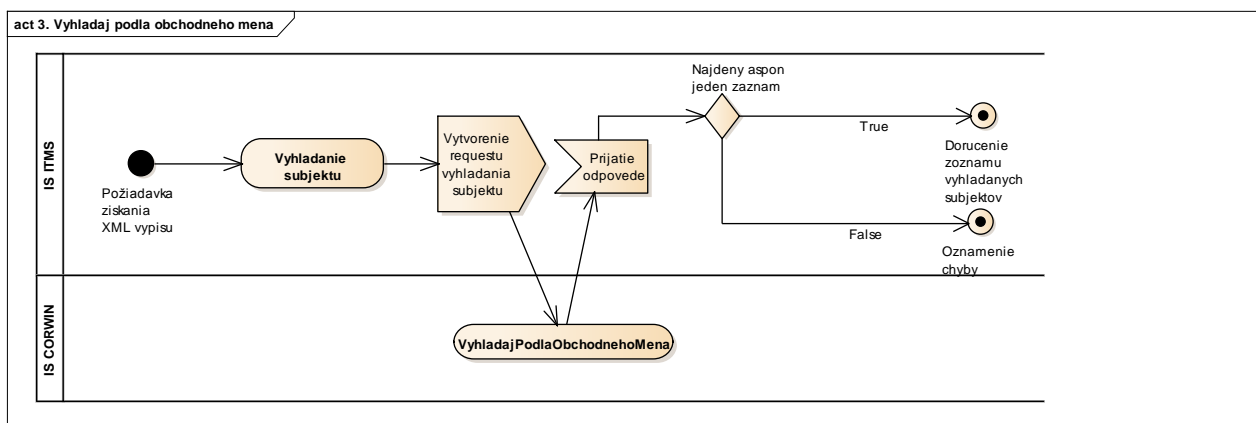 act 3. Vyhladaj podla obchodneho mena
IS ITMS
Požiadavka
ziskania
XML vypisu
Vyhladanie
subjektu
Vytvorenie
requestu
vyhladania
subjektu
Prijatie
odpovede
Najdeny aspon
jeden zaznam
True
Dorucenie
zoznamu
vyhladanych
subjektov
False
Oznamenie
chyby
IS CORWIN
VyhladajPodlaObchodnehoMena